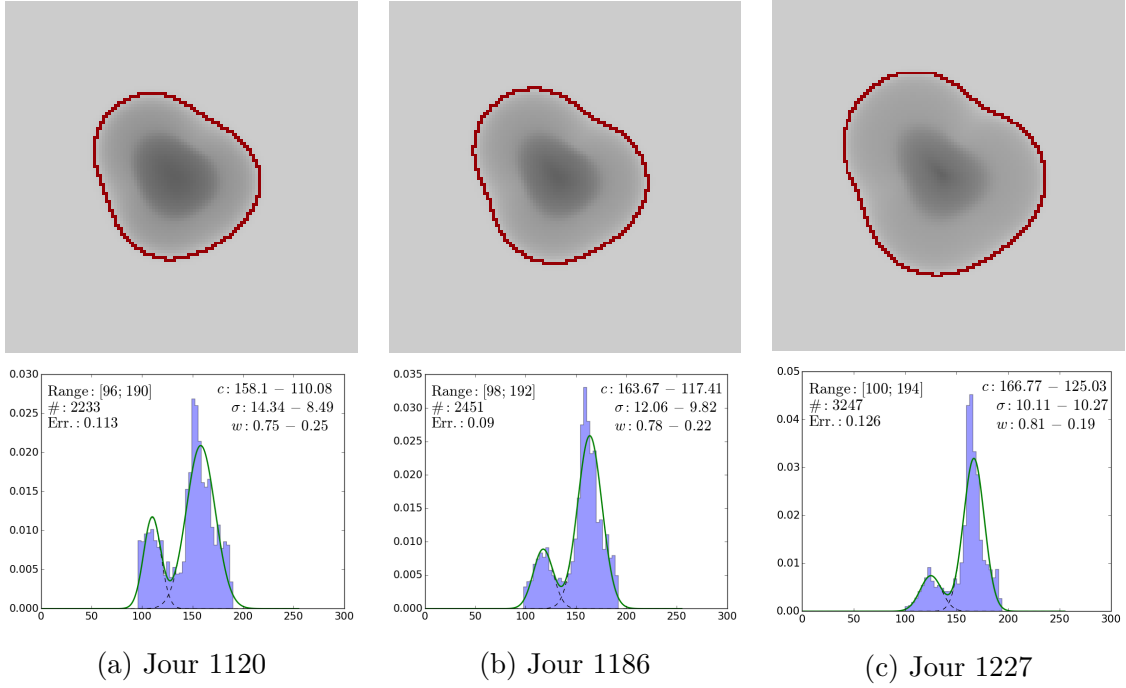 0.030
0.025
0.020
0.015
0.010
0.005
0.000
0 50 100 150 200 250 300
Range: [96; 190]
#: 2233
Err.: 0.113
c: 158.1 − 110.08
σ: 14.34 − 8.49
w: 0.75 − 0.25
(a) Jour 1120
0.035
0.030
0.025
0.020
0.015
0.010
0.005
0.000
0 50 100 150 200 250 300
Range: [98; 192]
#: 2451
Err.: 0.09
c: 163.67 − 117.41
σ: 12.06 − 9.82
w: 0.78 − 0.22
(b) Jour 1186
0.05
0.04
0.03
0.02
0.01
0.00
0 50 100 150 200 250 300
Range: [100; 194]
#: 3247
Err.: 0.126
c: 166.77 − 125.03
σ: 10.11 − 10.27
w: 0.81 − 0.19
(c) Jour 1227